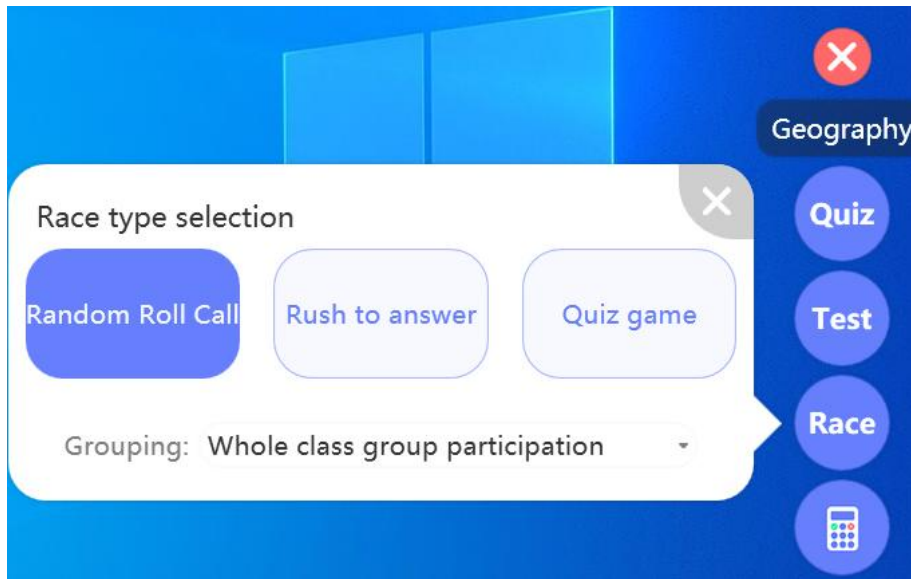 Geography
Race type selection
Quiz
Random Roll Call
Rush to answer
Quiz game
Test
Grouping: Whole class group participation
Race